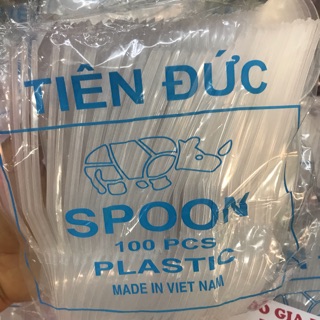 TIÊN ĐỨC
SPOON
100 PCS
PLASTIC
MADE IN VIET NAM